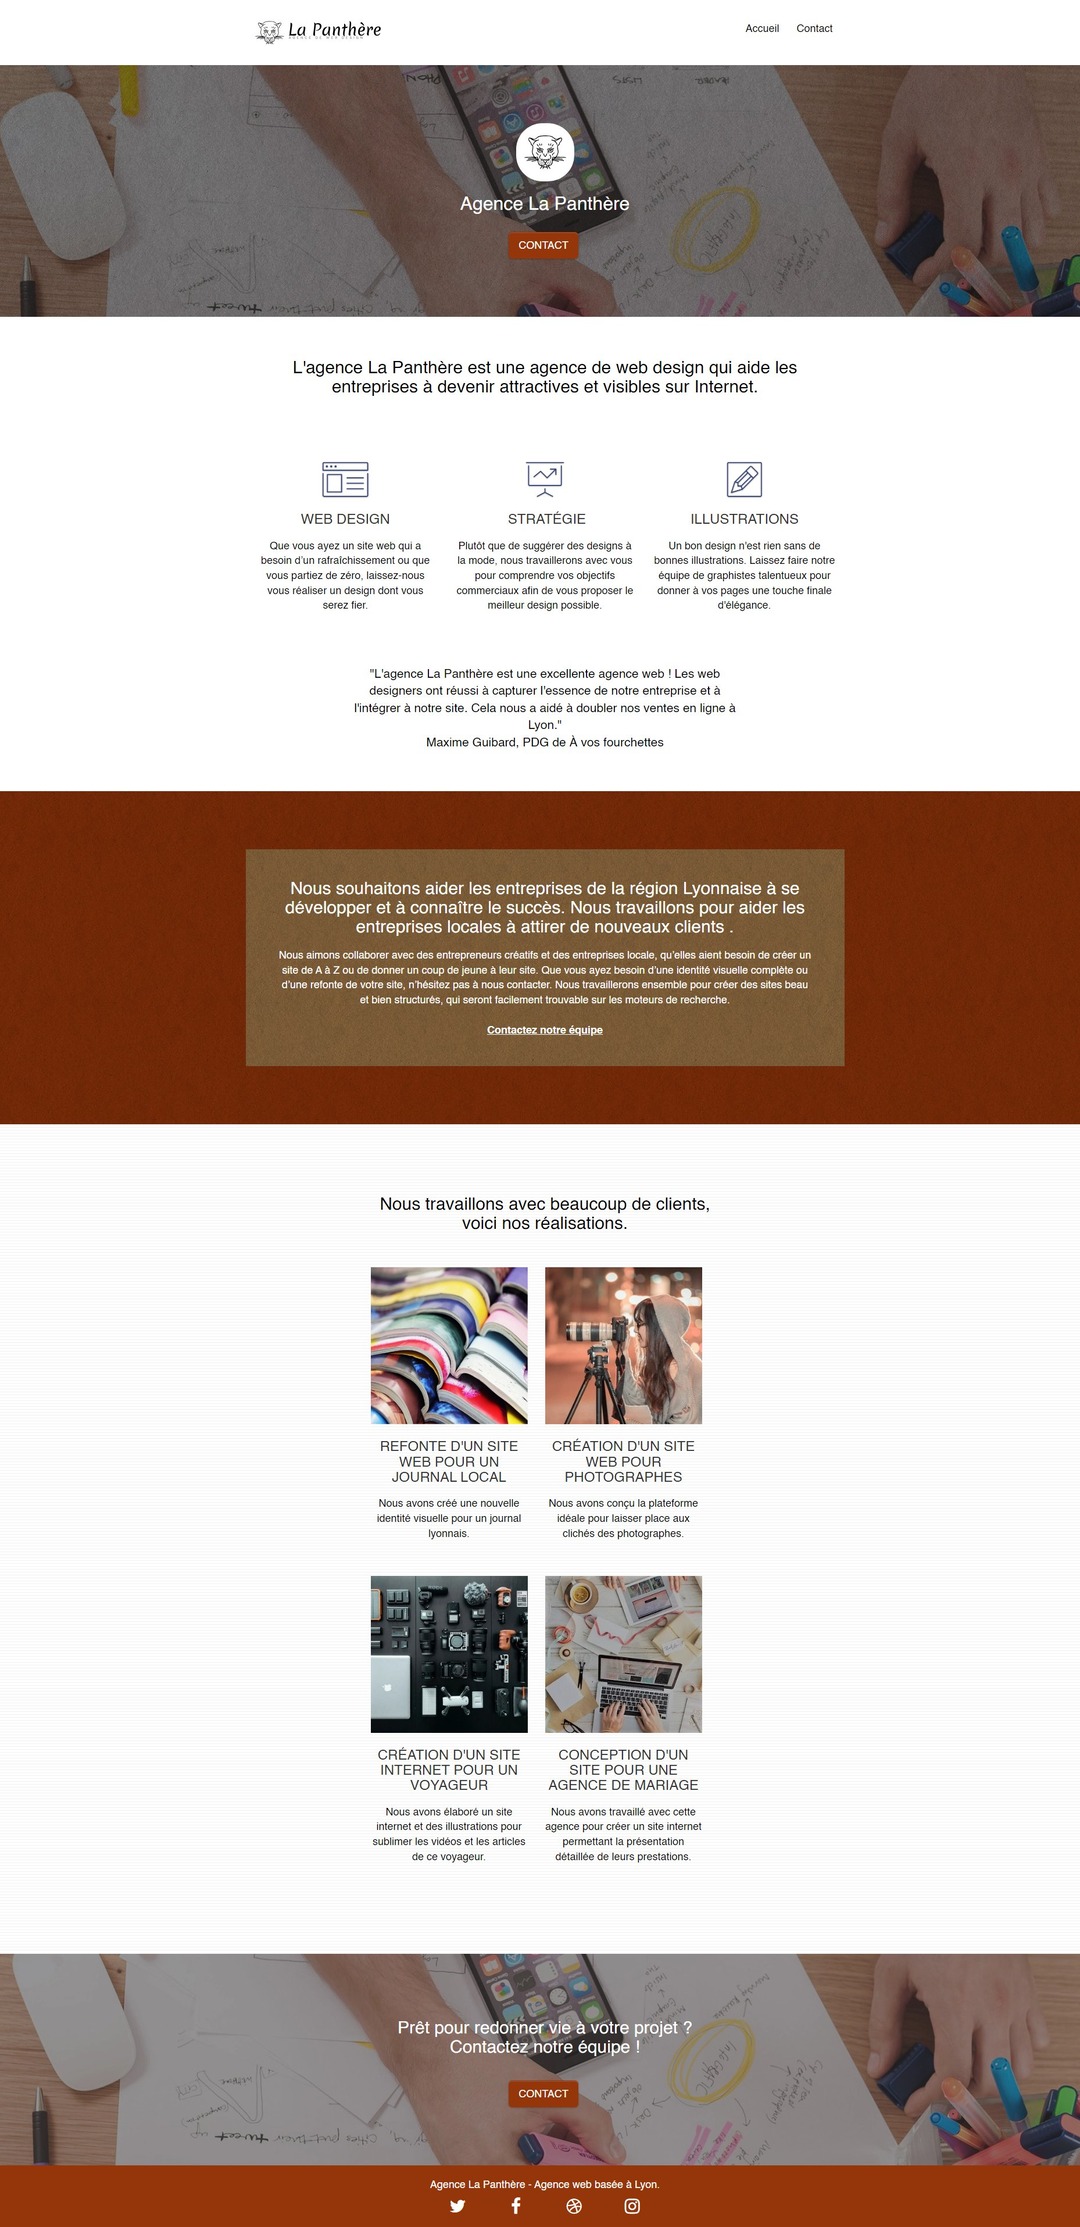 La Panthère
Accueil Contact
Agence La Panthère
CONTACT
L'agence La Panthère est une agence de web design qui aide les
entreprises à devenir attractives et visibles sur Internet.
WEB DESIGN
Que vous ayez un site web qui a
besoin d'un rafraîchissement ou que
vous partiez de zéro, laissez-nous
vous réaliser un design dont vous
serez fier.
STRATÉGIE
Plutôt que de suggérer des designs à
la mode, nous travaillerons avec vous
pour comprendre vos objectifs
commerciaux afin de vous proposer le
meilleur design possible.
ILLUSTRATIONS
Un bon design n'est rien sans de
bonnes illustrations. Laissez faire notre
équipe de graphistes talentueux pour
donner à vos pages une touche finale
d'élégance.
"L'agence La Panthère est une excellente agence web ! Les web
designers ont réussi à capturer l'essence de notre entreprise et à
l'intégrer à notre site. Cela nous a aidé à doubler nos ventes en ligne à
Lyon."
Maxime Guibard, PDG de À vos fourchettes
Nous souhaitons aider les entreprises de la région Lyonnaise à se
développer et à connaître le succès. Nous travaillons pour aider les
entreprises locales à attirer de nouveaux clients .
Nous aimons collaborer avec des entrepreneurs créatifs et des entreprises locale, qu'elles aient besoin de créer un
site de A à Z ou de donner un coup de jeune à leur site. Que vous ayez besoin d'une identité visuelle complète ou
d'une refonte de votre site, n'hésitez pas à nous contacter. Nous travaillerons ensemble pour créer des sites beau
et bien structurés, qui seront facilement trouvable sur les moteurs de recherche.
Contactez notre équipe
Nous travaillons avec beaucoup de clients,
voici nos réalisations.
REFONTE D'UN SITE
WEB POUR UN
JOURNAL LOCAL
Nous avons créé une nouvelle
identité visuelle pour un journal
lyonnais.
CRÉATION D'UN SITE
WEB POUR
PHOTOGRAPHES
Nous avons conçu la plateforme
idéale pour laisser place aux
clichés des photographes.
CRÉATION D'UN SITE
INTERNET POUR UN
VOYAGEUR
Nous avons élaboré un site
internet et des illustrations pour
sublimer les vidéos et les articles
de ce voyageur.
CONCEPTION D'UN
SITE POUR UNE
AGENCE DE MARIAGE
Nous avons travaillé avec cette
agence pour créer un site internet
permettant la présentation
détaillée de leurs prestations.
Prêt pour redonner vie à votre projet ?
Contactez notre équipe !
CONTACT
Agence La Panthère - Agence web basée à Lyon.